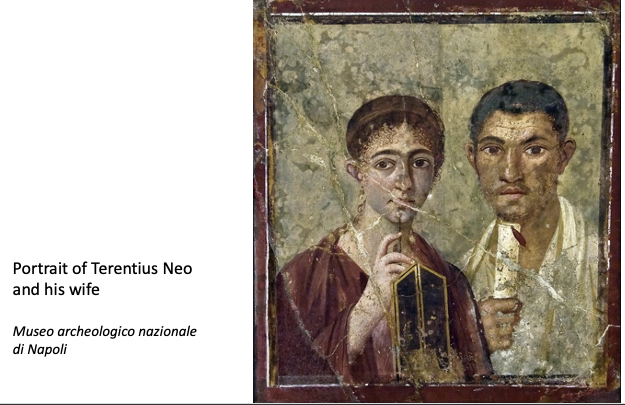 Portrait of Terentius Neo
and his wife
Museo archeologico nazionale
di Napoli